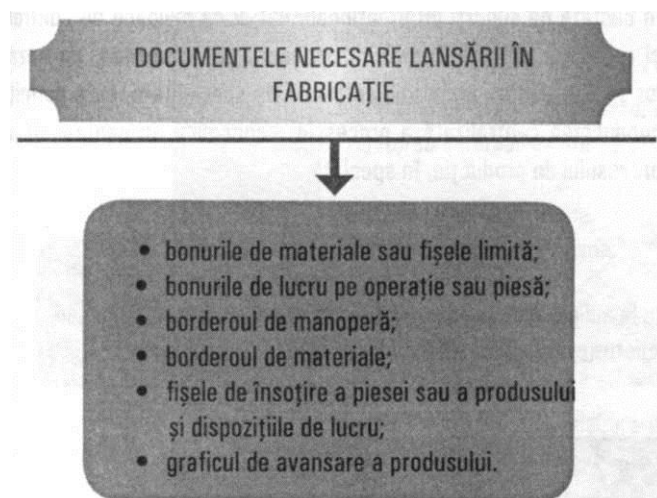 DOCUMENTELE NECESARE LANSĂRII ÎN
FABRICAȚIE
• bonurile de materiale sau fișele limită;
• bonurile de lucru pe operație sau piesă;
• borderoul de manoperă;
• borderoul de materiale;
• fișele de însoțire a piesei sau a produsului
și dispozițiile de lucru;
• graficul de avansare a produsului.